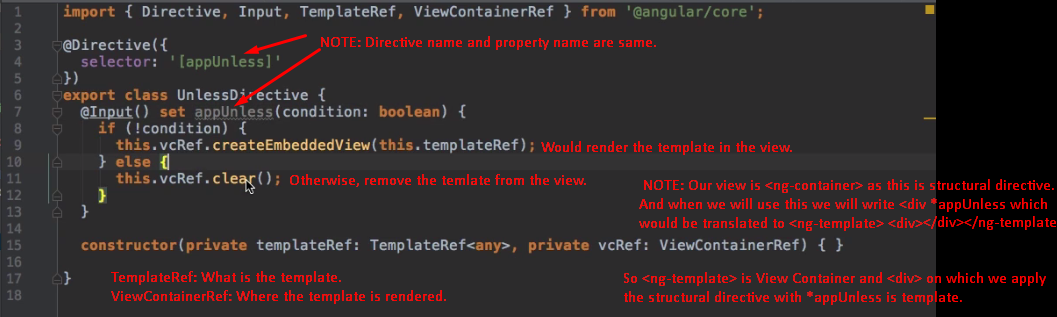 1 import { Directive, Input, TemplateRef, ViewContainerRef } from '@angular/core';
2
3 @Directive({
NOTE: Directive name and property name are same.
4 selector: '[appUnless]'
5 })
6 export class UnlessDirective {
7 @Input() set appUnless(condition: boolean) {
8 if (!condition) {
9 this.vcRef.createEmbeddedView(this.templateRef); Would render the template in the view.
10 } else {
11 this.vcRef.clear(); Otherwise, remove the temlate from the view.
12 }
13 }
NOTE: Our view is <ng-container> as this is structural directive.
And when we will use this we will write <div *appUnless which
would be translated to <ng-template> <div></div></ng-template
14
15 constructor(private templateRef: TemplateRef<any>, private vcRef: ViewContainerRef) { }
16
17 }
18
TemplateRef: What is the template.
ViewContainerRef: Where the template is rendered.
So <ng-template> is View Container and <div> on which we apply
the structural directive with *appUnless is template.